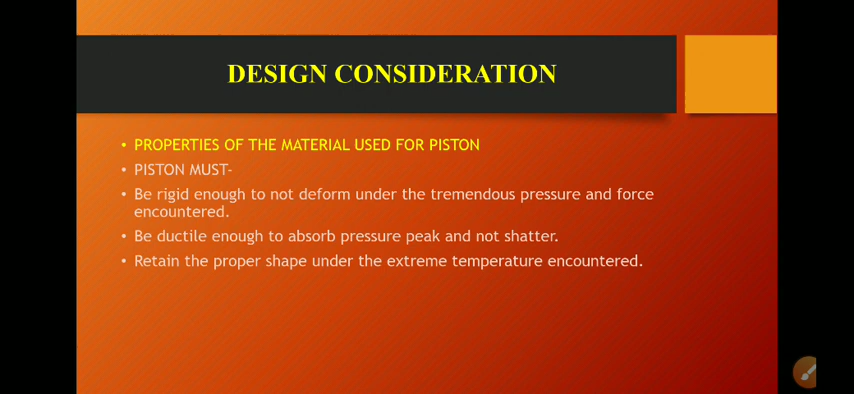 DESIGN CONSIDERATION
• PROPERTIES OF THE MATERIAL USED FOR PISTON
• PISTON MUST-
• Be rigid enough to not deform under the tremendous pressure and force
encountered.
• Be ductile enough to absorb pressure peak and not shatter.
• Retain the proper shape under the extreme temperature encountered.